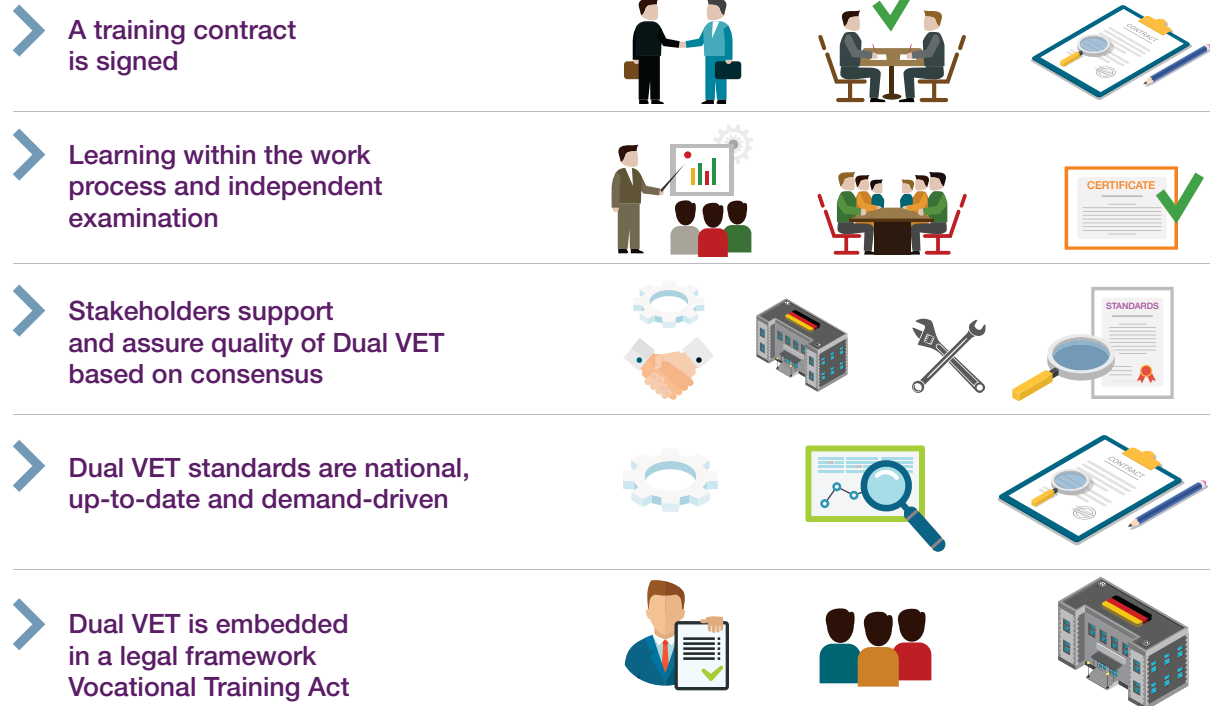 A training contract
is signed
CONTRACT
Learning within the work
process and independent
examination
CERTIFICATE
Stakeholders support
and assure quality of Dual VET
based on consensus
STANDARDS
Dual VET standards are national,
up-to-date and demand-driven
CONTRACT
Dual VET is embedded
in a legal framework
Vocational Training Act